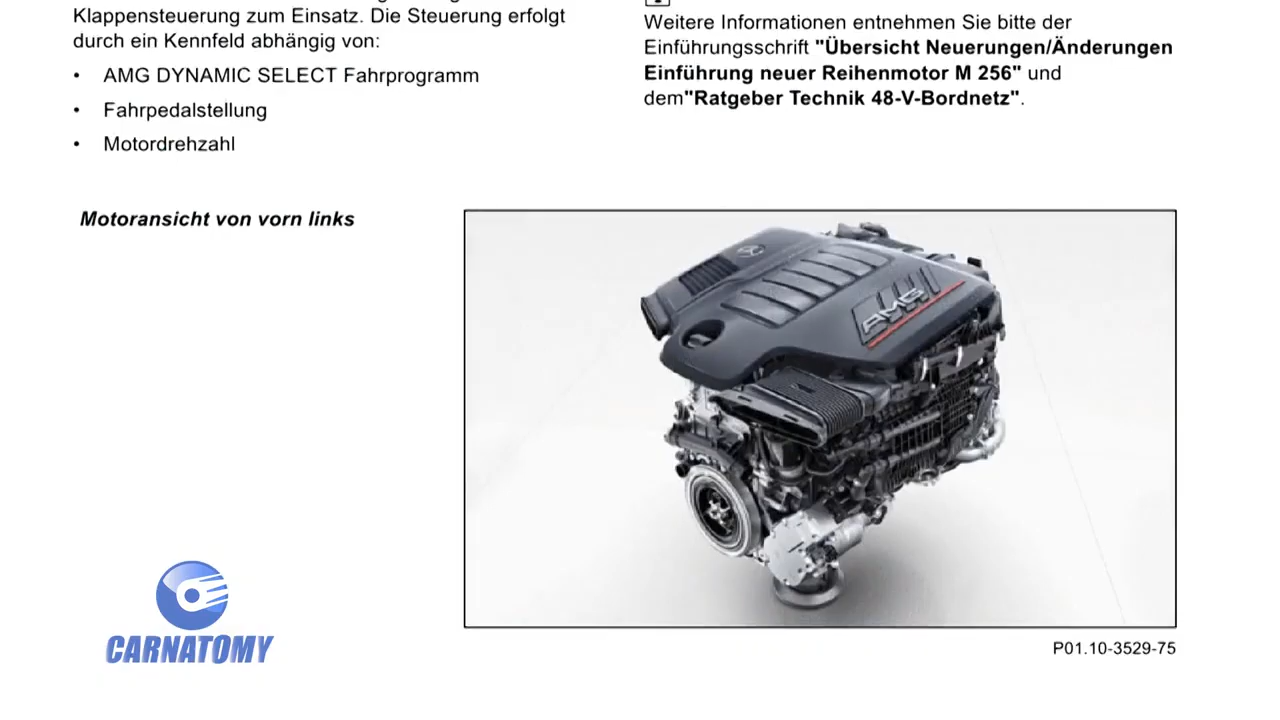 Klappensteuerung zum Einsatz. Die Steuerung erfolgt
durch ein Kennfeld abhängig von:
• AMG DYNAMIC SELECT Fahrprogramm
• Fahrpedalstellung
• Motordrehzahl
Weitere Informationen entnehmen Sie bitte der
Einführungsschrift "Übersicht Neuerungen/Änderungen
Einführung neuer Reihenmotor M 256" und
dem"Ratgeber Technik 48-V-Bordnetz".
Motoransicht von vorn links
AMG
CARNATOMY
P01.10-3529-75